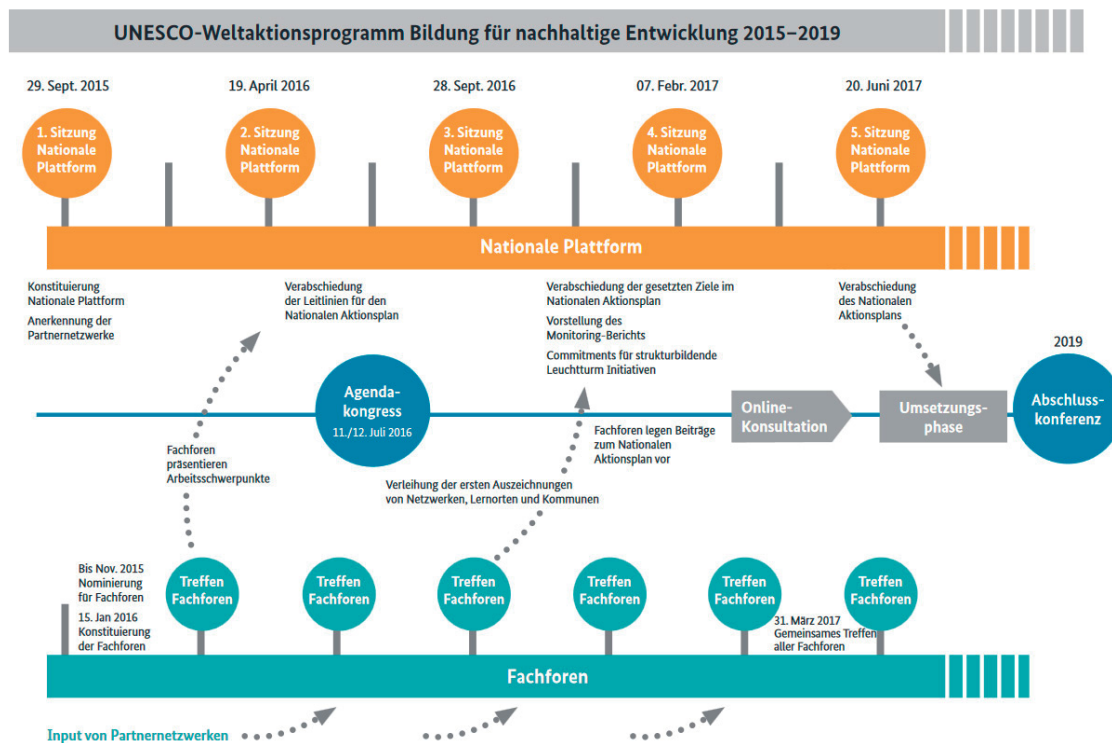 UNESCO-Weltaktionsprogramm Bildung für nachhaltige Entwicklung 2015–2019
29. Sept. 2015
19. April 2016
28. Sept. 2016
07. Febr. 2017
20. Juni 2017
1. Sitzung
Nationale
Plattform
2. Sitzung
Nationale
Plattform
3. Sitzung
Nationale
Plattform
4. Sitzung
Nationale
Plattform
5. Sitzung
Nationale
Plattform
Nationale Plattform
Konstituierung
Nationale Plattform
Anerkennung der
Partnernetzwerke
Verabschiedung
der Leitlinien für den
Nationalen Aktionsplan
Verabschiedung der gesetzten Ziele im
Nationalen Aktionsplan
Vorstellung des
Monitoring-Berichts
Commitments für strukturbildende
Leuchtturm Initiativen
Verabschiedung
des Nationalen
Aktionsplans
2019
Agenda-
kongress
11./12. Juli 2016
Online-
Konsultation
Umsetzungs-
phase
Abschluss-
konferenz
Fachforen
präsentieren
Arbeitsschwerpunkte
Fachforen legen Beiträge
zum Nationalen
Aktionsplan vor
Verleihung der ersten Auszeichnungen
von Netzwerken, Lernorten und Kommunen
Bis Nov. 2015
Nominierung
für Fachforen
15. Jan 2016
Konstituierung
der Fachforen
Treffen
Fachforen
Treffen
Fachforen
Treffen
Fachforen
Treffen
Fachforen
Treffen
Fachforen
Treffen
Fachforen
31. März 2017
Gemeinsames Treffen
aller Fachforen
Fachforen
Input von Partnernetzwerken